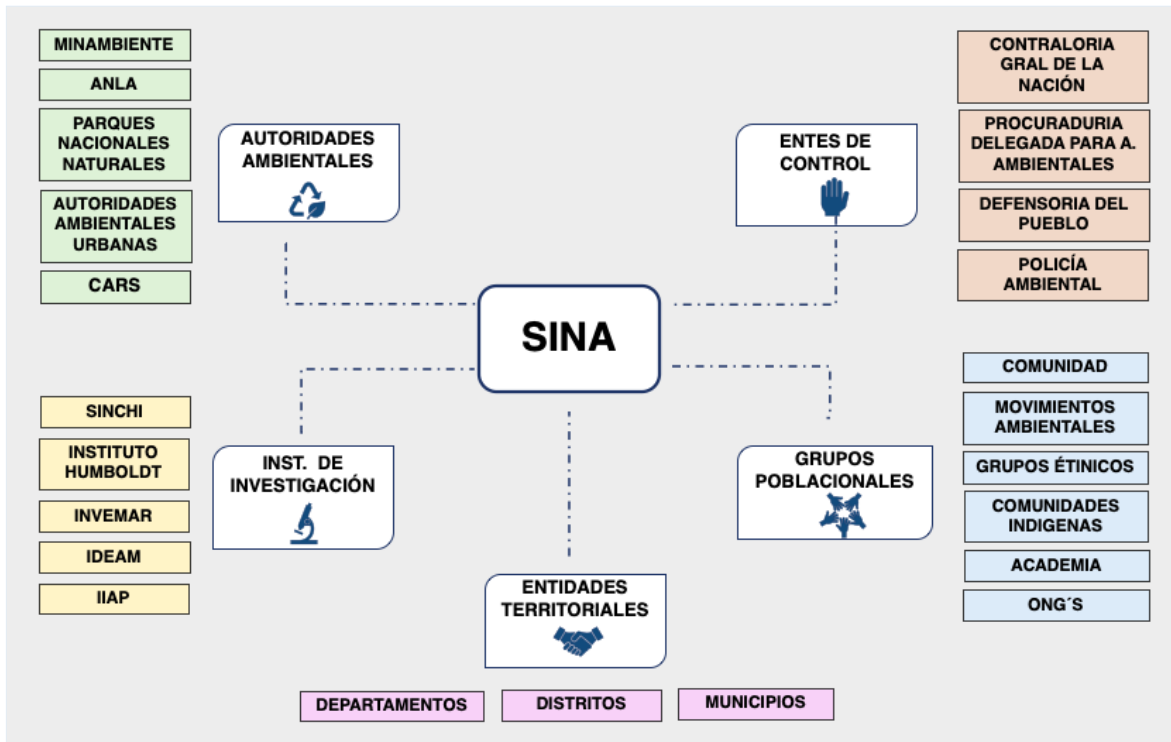 MINAMBIENTE
ANLA
PARQUES
NACIONALES
NATURALES
AUTORIDADES
AMBIENTALES
URBANAS
CARS
AUTORIDADES
AMBIENTALES
ENTES DE
CONTROL
CONTRALORIA
GRAL DE LA
NACIÓN
PROCURADURIA
DELEGADA PARA A.
AMBIENTALES
DEFENSORIA DEL
PUEBLO
POLICÍA
AMBIENTAL
SINA
SINCHI
INSTITUTO
HUMBOLDT
INVEMAR
IDEAM
IIAP
INST. DE
INVESTIGACIÓN
GRUPOS
POBLACIONALES
COMUNIDAD
MOVIMIENTOS
AMBIENTALES
GRUPOS ÉTINICOS
COMUNIDADES
INDIGENAS
ACADEMIA
ONG´S
ENTIDADES
TERRITORIALES
DEPARTAMENTOS
DISTRITOS
MUNICIPIOS